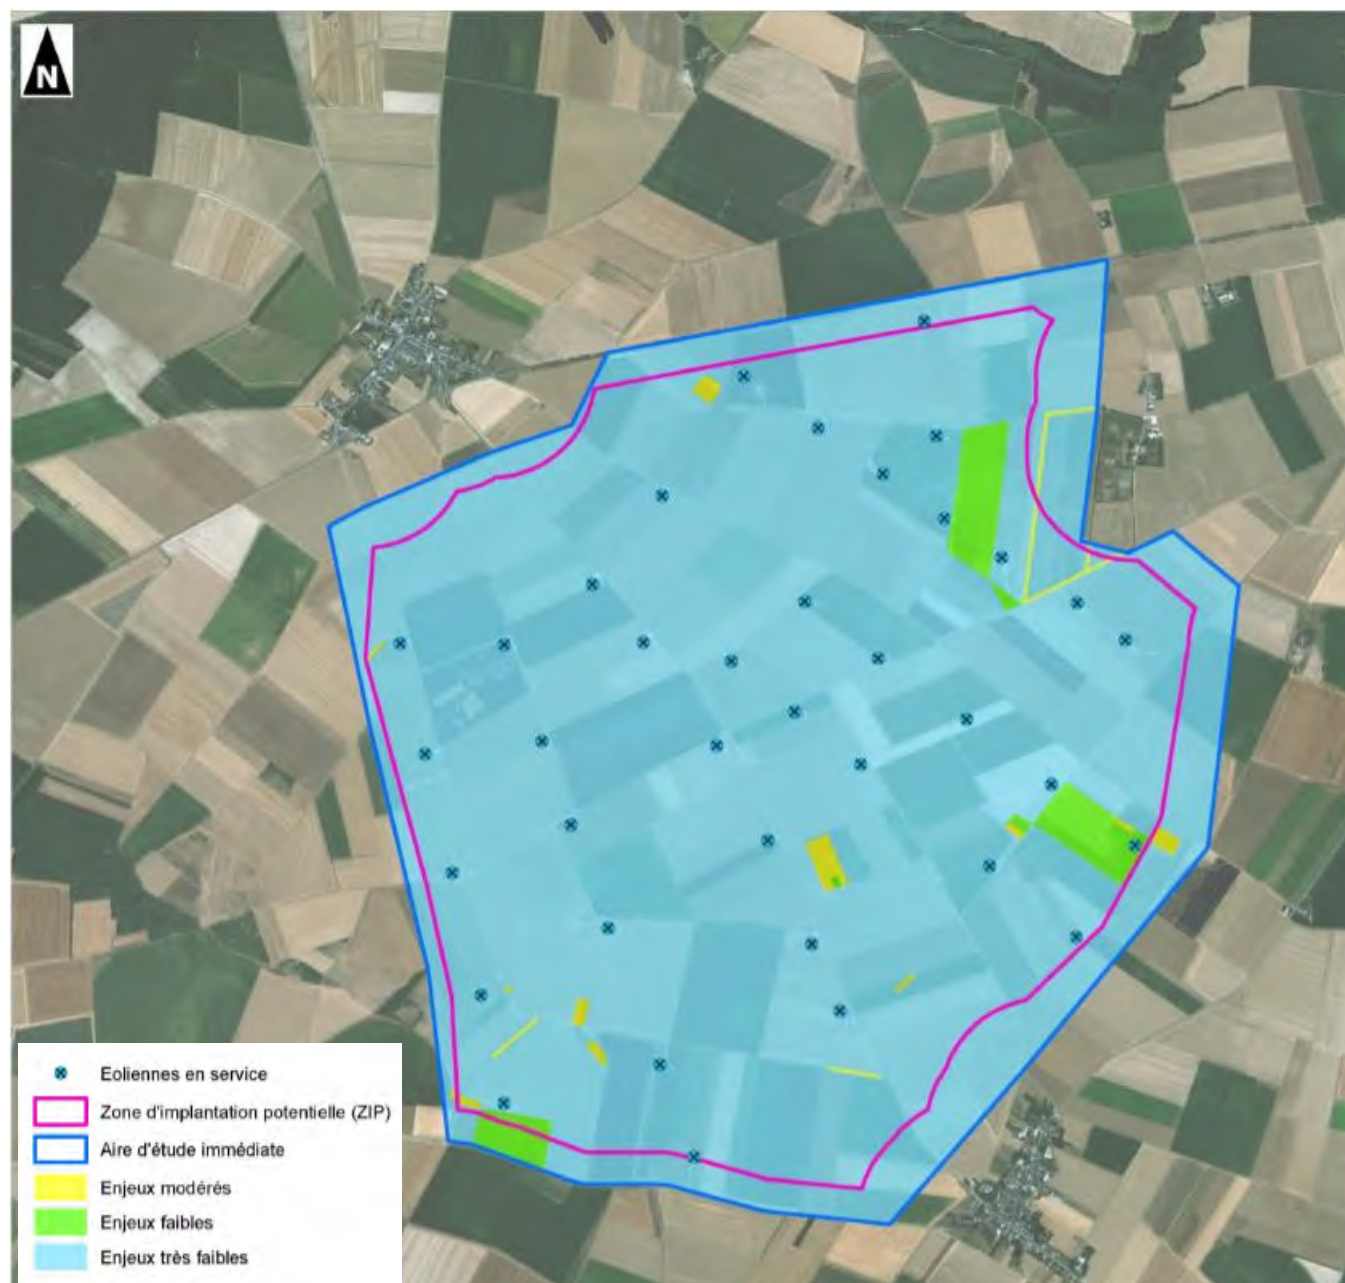 N
Eoliennes en service
Zone d'implantation potentielle (ZIP)
Aire d'étude immédiate
Enjeux modérés
Enjeux faibles
Enjeux très faibles